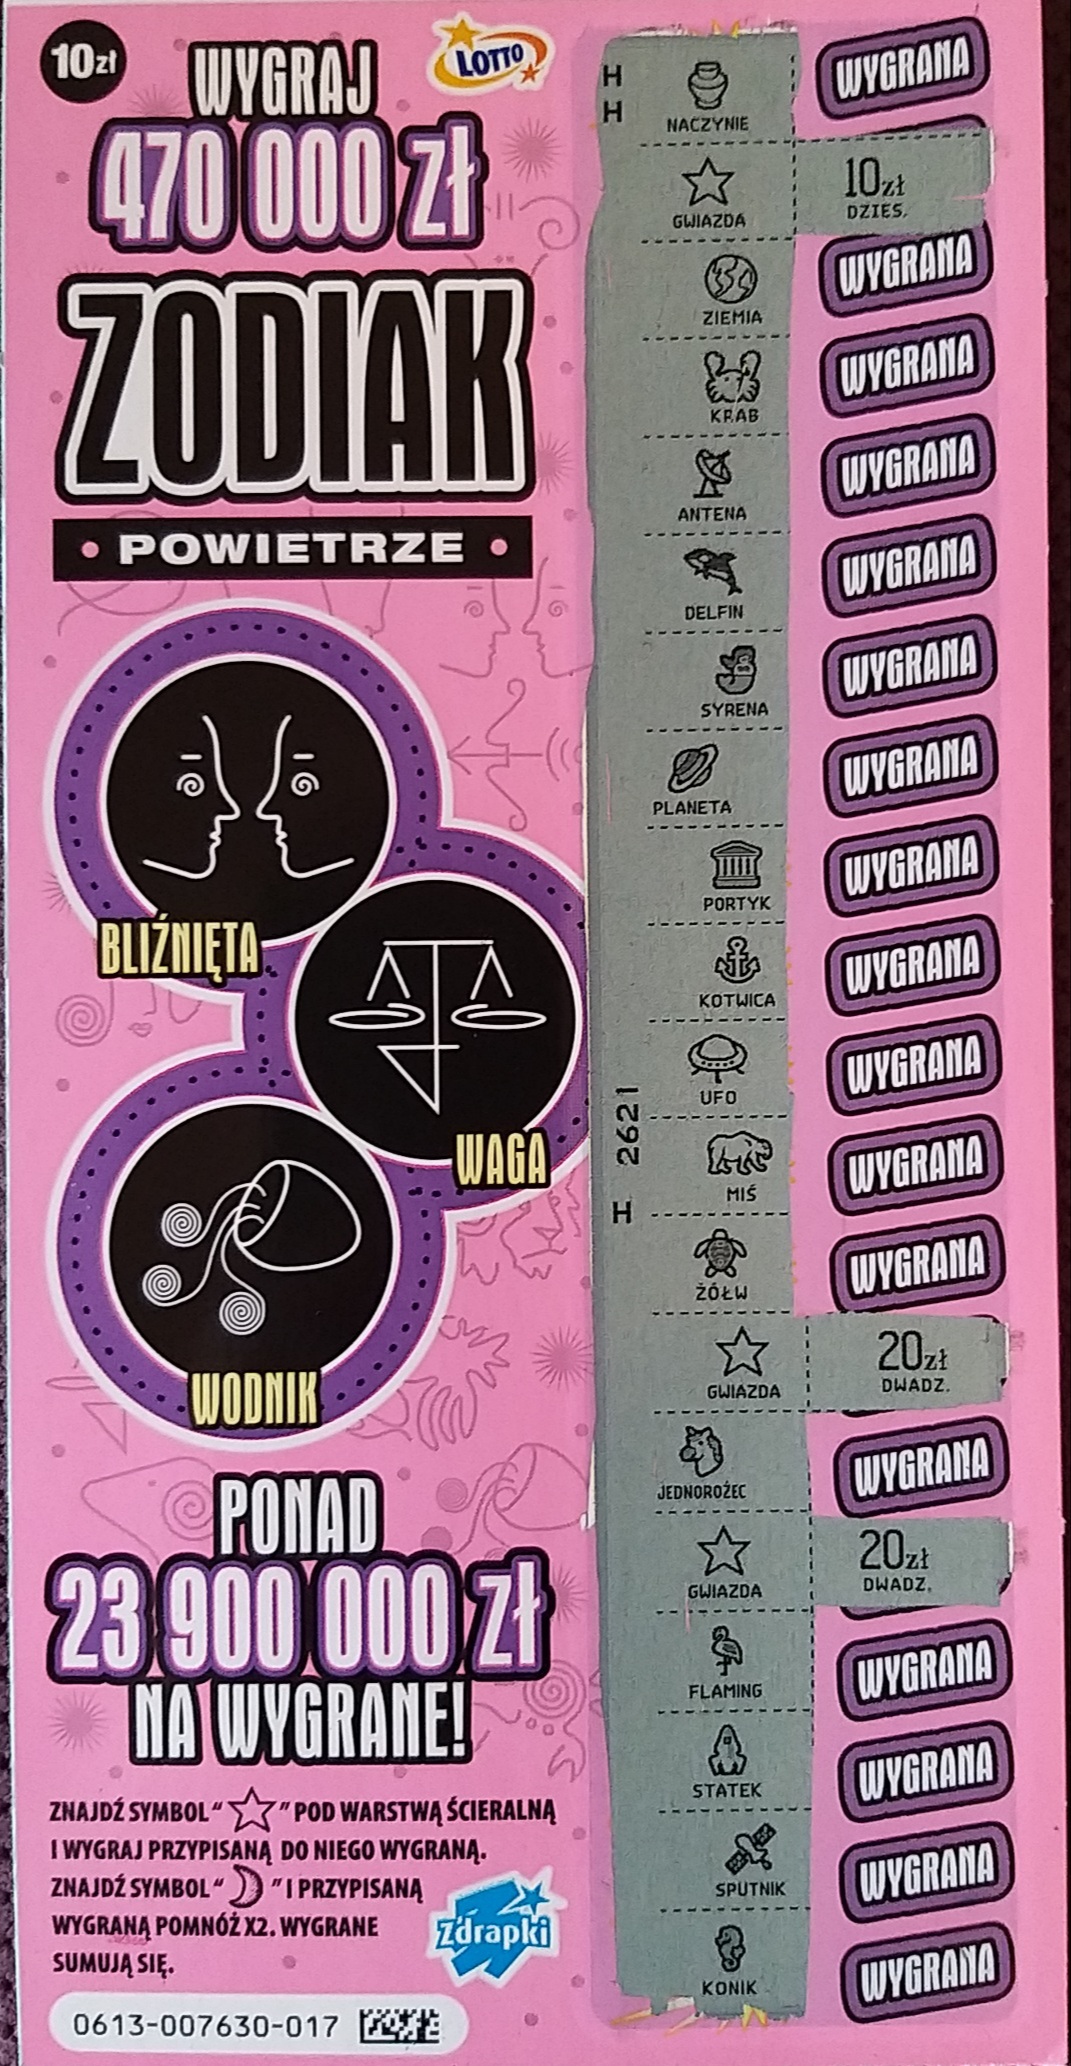 10zł
WYGRAJ
470 000 zł
LOTTO
ZODIAK
• POWIETRZE •
BLIŹNIĘTA
WAGA
WODNIK
PONAD
23 900 000 zł
NA WYGRANE!
ZNAJDŹ SYMBOL “ ” POD WARSTWĄ ŚCIERALNĄ
I WYGRAJ PRZYPISANĄ DO NIEGO WYGRANĄ.
ZNAJDŹ SYMBOL “ ” I PRZYPISANĄ
WYGRANĄ POMNÓŻ X2. WYGRANE
SUMUJĄ SIĘ.
Zdrapki
0613-007630-017
H
H
NACZYNIE
WYGRANA
GWIAZDA
10zł
DZIES.
ZIEMIA
WYGRANA
KRAB
WYGRANA
ANTENA
WYGRANA
DELFIN
WYGRANA
SYRENA
WYGRANA
PLANETA
WYGRANA
PORTYK
WYGRANA
KOTWICA
WYGRANA
UFO
WYGRANA
2621
H
MIŚ
WYGRANA
ŻÓŁW
WYGRANA
GWIAZDA
20zł
DWADZ.
JEDNOROŻEC
WYGRANA
GWIAZDA
20zł
DWADZ.
FLAMING
WYGRANA
STATEK
WYGRANA
SPUTNIK
WYGRANA
KONIK
WYGRANA